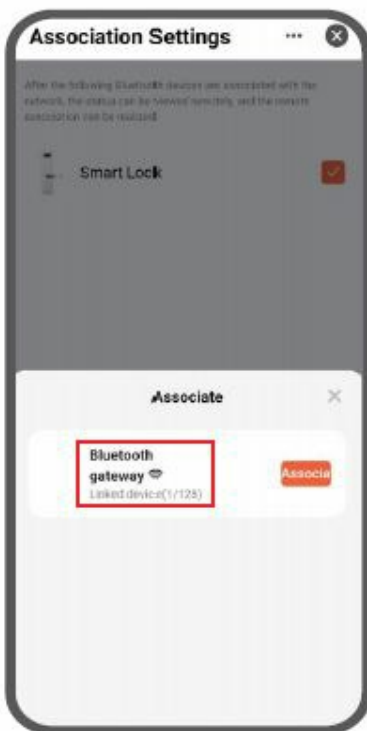 Association Settings
After the following Bluetooth devices are associated with the
network, the status can be viewed remotely, and the remote
can be realized
Smart Lock
Associate
Bluetooth
gateway
Linked device(1/128)
Associa